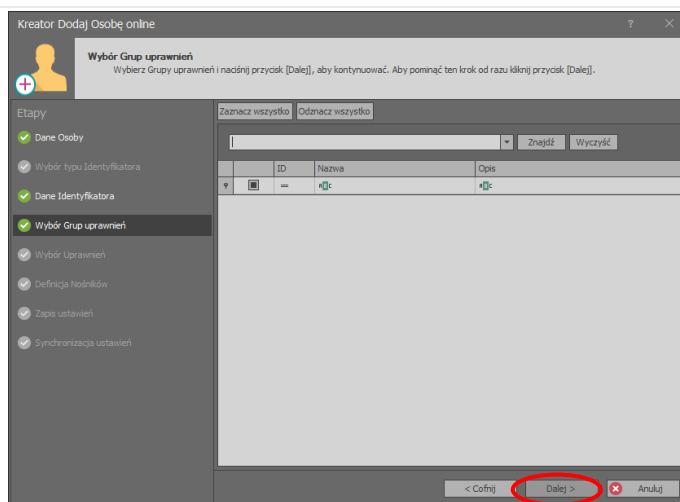 Kreator Dodaj Osobę online
?
Wybór Grup uprawnień
Wybierz Grupy uprawnień i naciśnij przycisk [Dalej], aby kontynuować. Aby pominąć ten krok od razu kliknij przycisk [Dalej].
Etapy
Zaznacz wszystko Odznacz wszystko
Dane Osoby
Znajdź Wyczyść
Wybór typu Identyfikatora
ID Nazwa Opis
= aBc aBc
Dane Identyfikatora
Wybór Grup uprawnień
Wybór Uprawnień
Definicja Nośników
Zapis ustawień
Synchronizacja ustawień
< Cofnij Dalej > Anuluj